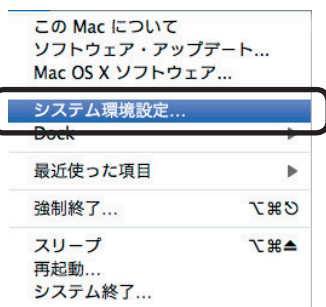 この Mac について
ソフトウェア・アップデート...
Mac OS X ソフトウェア...
システム環境設定...
Dock ▶
最近使った項目 ▶
強制終了... ⌥⌘⎋
スリープ ⌥⌘⏏
再起動...
システム終了...